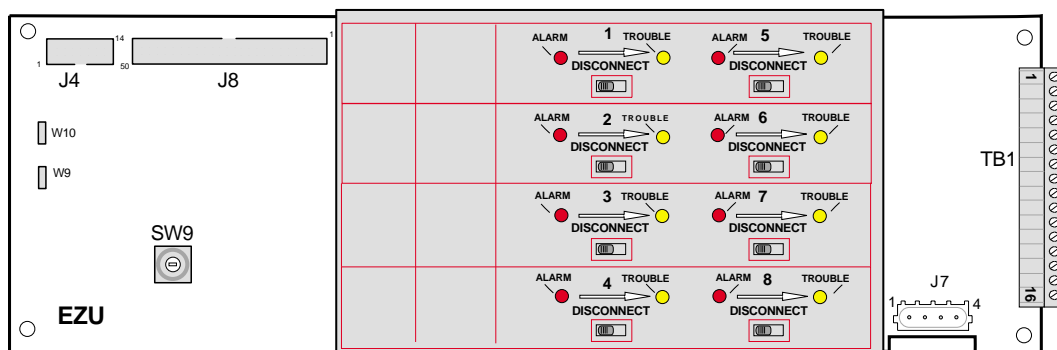 1 14
J4
50 1
J8
W10
W9
SW9
EZU
ALARM 1 TROUBLE
DISCONNECT
ALARM 5 TROUBLE
DISCONNECT
ALARM 2 TROUBLE
DISCONNECT
ALARM 6 TROUBLE
DISCONNECT
ALARM 3 TROUBLE
DISCONNECT
ALARM 7 TROUBLE
DISCONNECT
ALARM 4 TROUBLE
DISCONNECT
ALARM 8 TROUBLE
DISCONNECT
1
TB1
16
J7
1 4